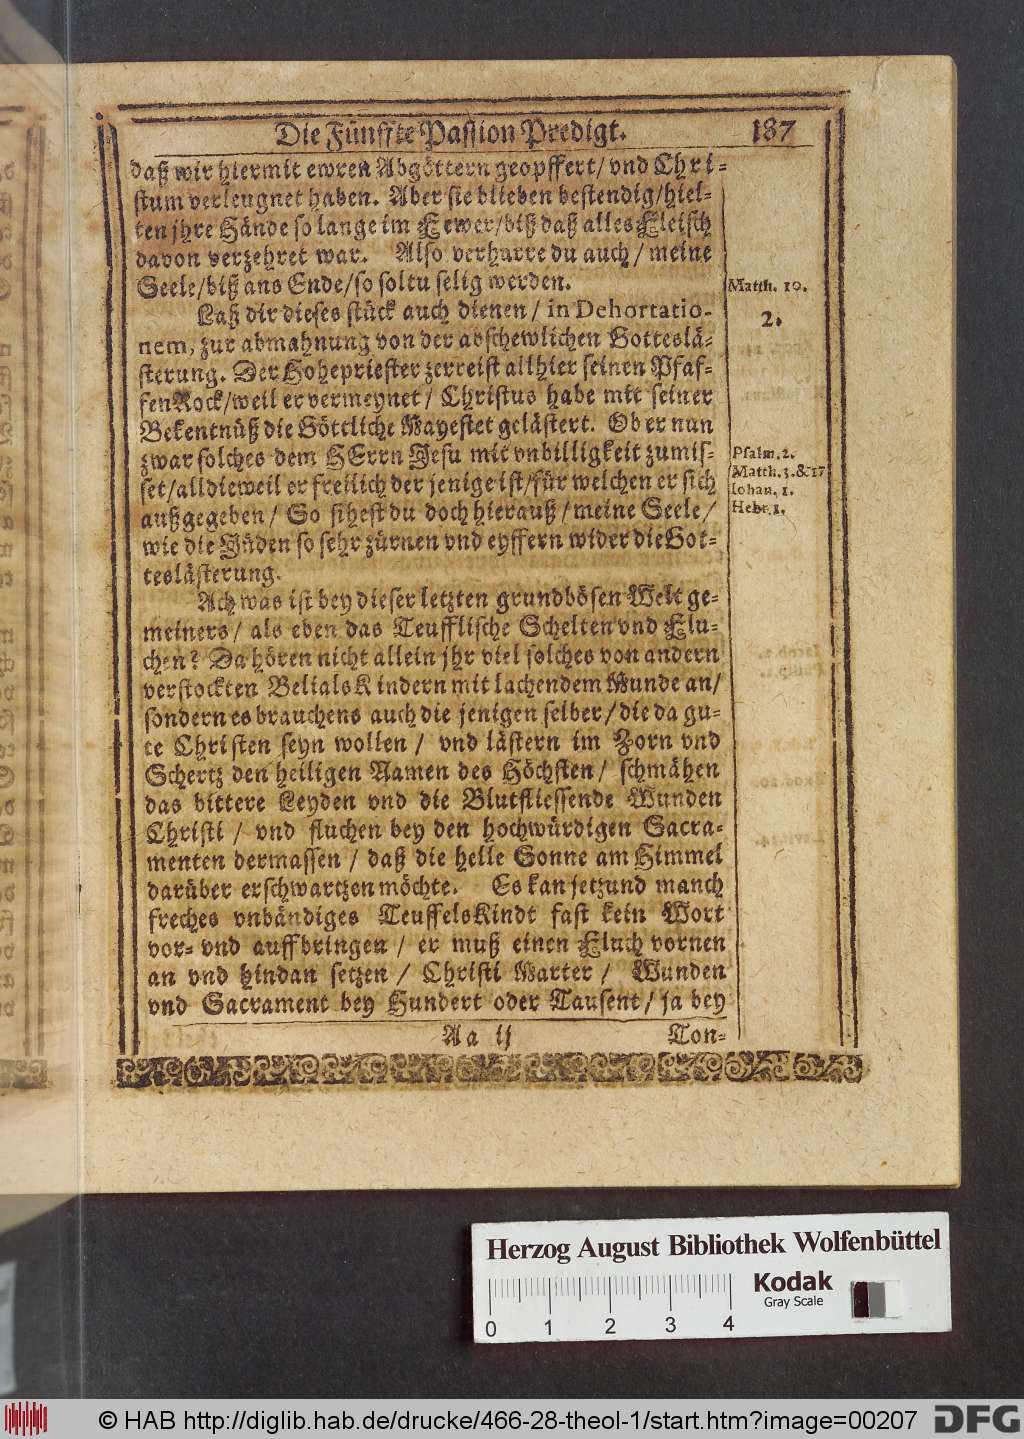 Die Fünffte Passion Predigt. 187
daß wir hiermit ewren Abgöttern geopffert/ vnd Chri-
stum verleugnet haben. Aber sie blieben bestendig/ hiel-
ten jhre Hände so lange im Fewer/ biß daß alles Fleisch
davon verzehret war. Also verharre du auch/ meine
Seele/ biß ans Ende/ so soltu selig werden.
Matth. 10.
Laß dir dieses stück auch dienen/ in Dehortatio-
2.
nem, zur abmahnung von der abschewlichen Gotteslä-
sterung. Der Hohepriester zerreist allhier seinen Pfaf-
fenRock/ weil er vermeynet/ Christus habe mit seiner
Bekentnüß die Göttliche Mayestet gelästert. Ob er nun
zwar solches dem HErrn Jesu mit vnbilligkeit zumis-
set/ alldieweil er freilich der jenige ist/ für welchen er sich
außgegeben/ So sihest du doch hierauß/ meine Seele/
wie die Jüden so sehr zürnen vnd eyffern wider die Got-
teslästerung.
Psalm. 2.
Matth. 3. & 17
Iohan. 1.
Hebr. 1.
Ach was ist bey dieser letzten grundbösen Welt ge-
meiners/ als eben das Teufflische Schelten vnd Flu-
chen? Da hören nicht allein jhr viel solches von andern
verstockten BelialsKindern mit lachendem Munde an/
sondern es brauchens auch die jenigen selber/ die da gu-
te Christen seyn wollen/ vnd lästern im Zorn vnd
Schertz den heiligen Namen des Höchsten/ schmähen
das bittere Leyden vnd die Blutfliessende Wunden
Christi/ vnd fluchen bey den hochwürdigen Sacra-
menten dermassen/ daß die helle Sonne am Himmel
darüber erschwartzen möchte. Es kan jetzund manch
freches vnbändiges TeuffelsKindt fast kein Wort
vor- vnd auffbringen/ er muß einen Fluch vornen
an vnd hindan setzen/ Christi Marter/ Wunden
vnd Sacrament bey Hundert oder Tausent/ ja bey
Aa ij Ton-
Herzog August Bibliothek Wolfenbüttel
0 1 2 3 4
Kodak
Gray Scale
© HAB http://diglib.hab.de/drucke/466-28-theol-1/start.htm?image=00207 DFG